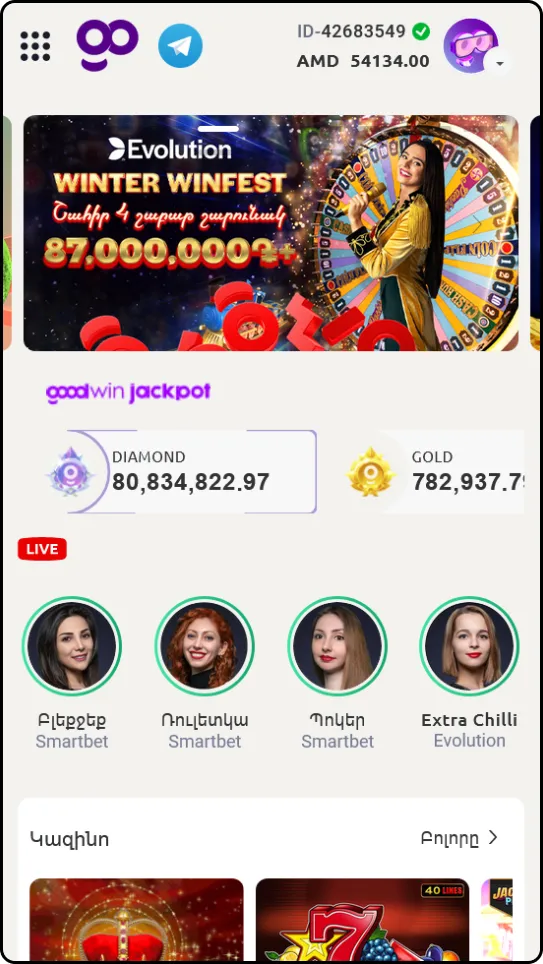 go
ID-42683549
AMD 54134.00
Evolution
WINTER WINFEST
Շահիր 4 շաբաթ շարունակ
87,000,000֏+
goodwin jackpot
DIAMOND
80,834,822.97
GOLD
782,937.79
LIVE
Բլեքջեք
Smartbet
Ռուլետկա
Smartbet
Պոկեր
Smartbet
Extra Chilli
Evolution
Կազինո
Բոլորը
40 LINES
7